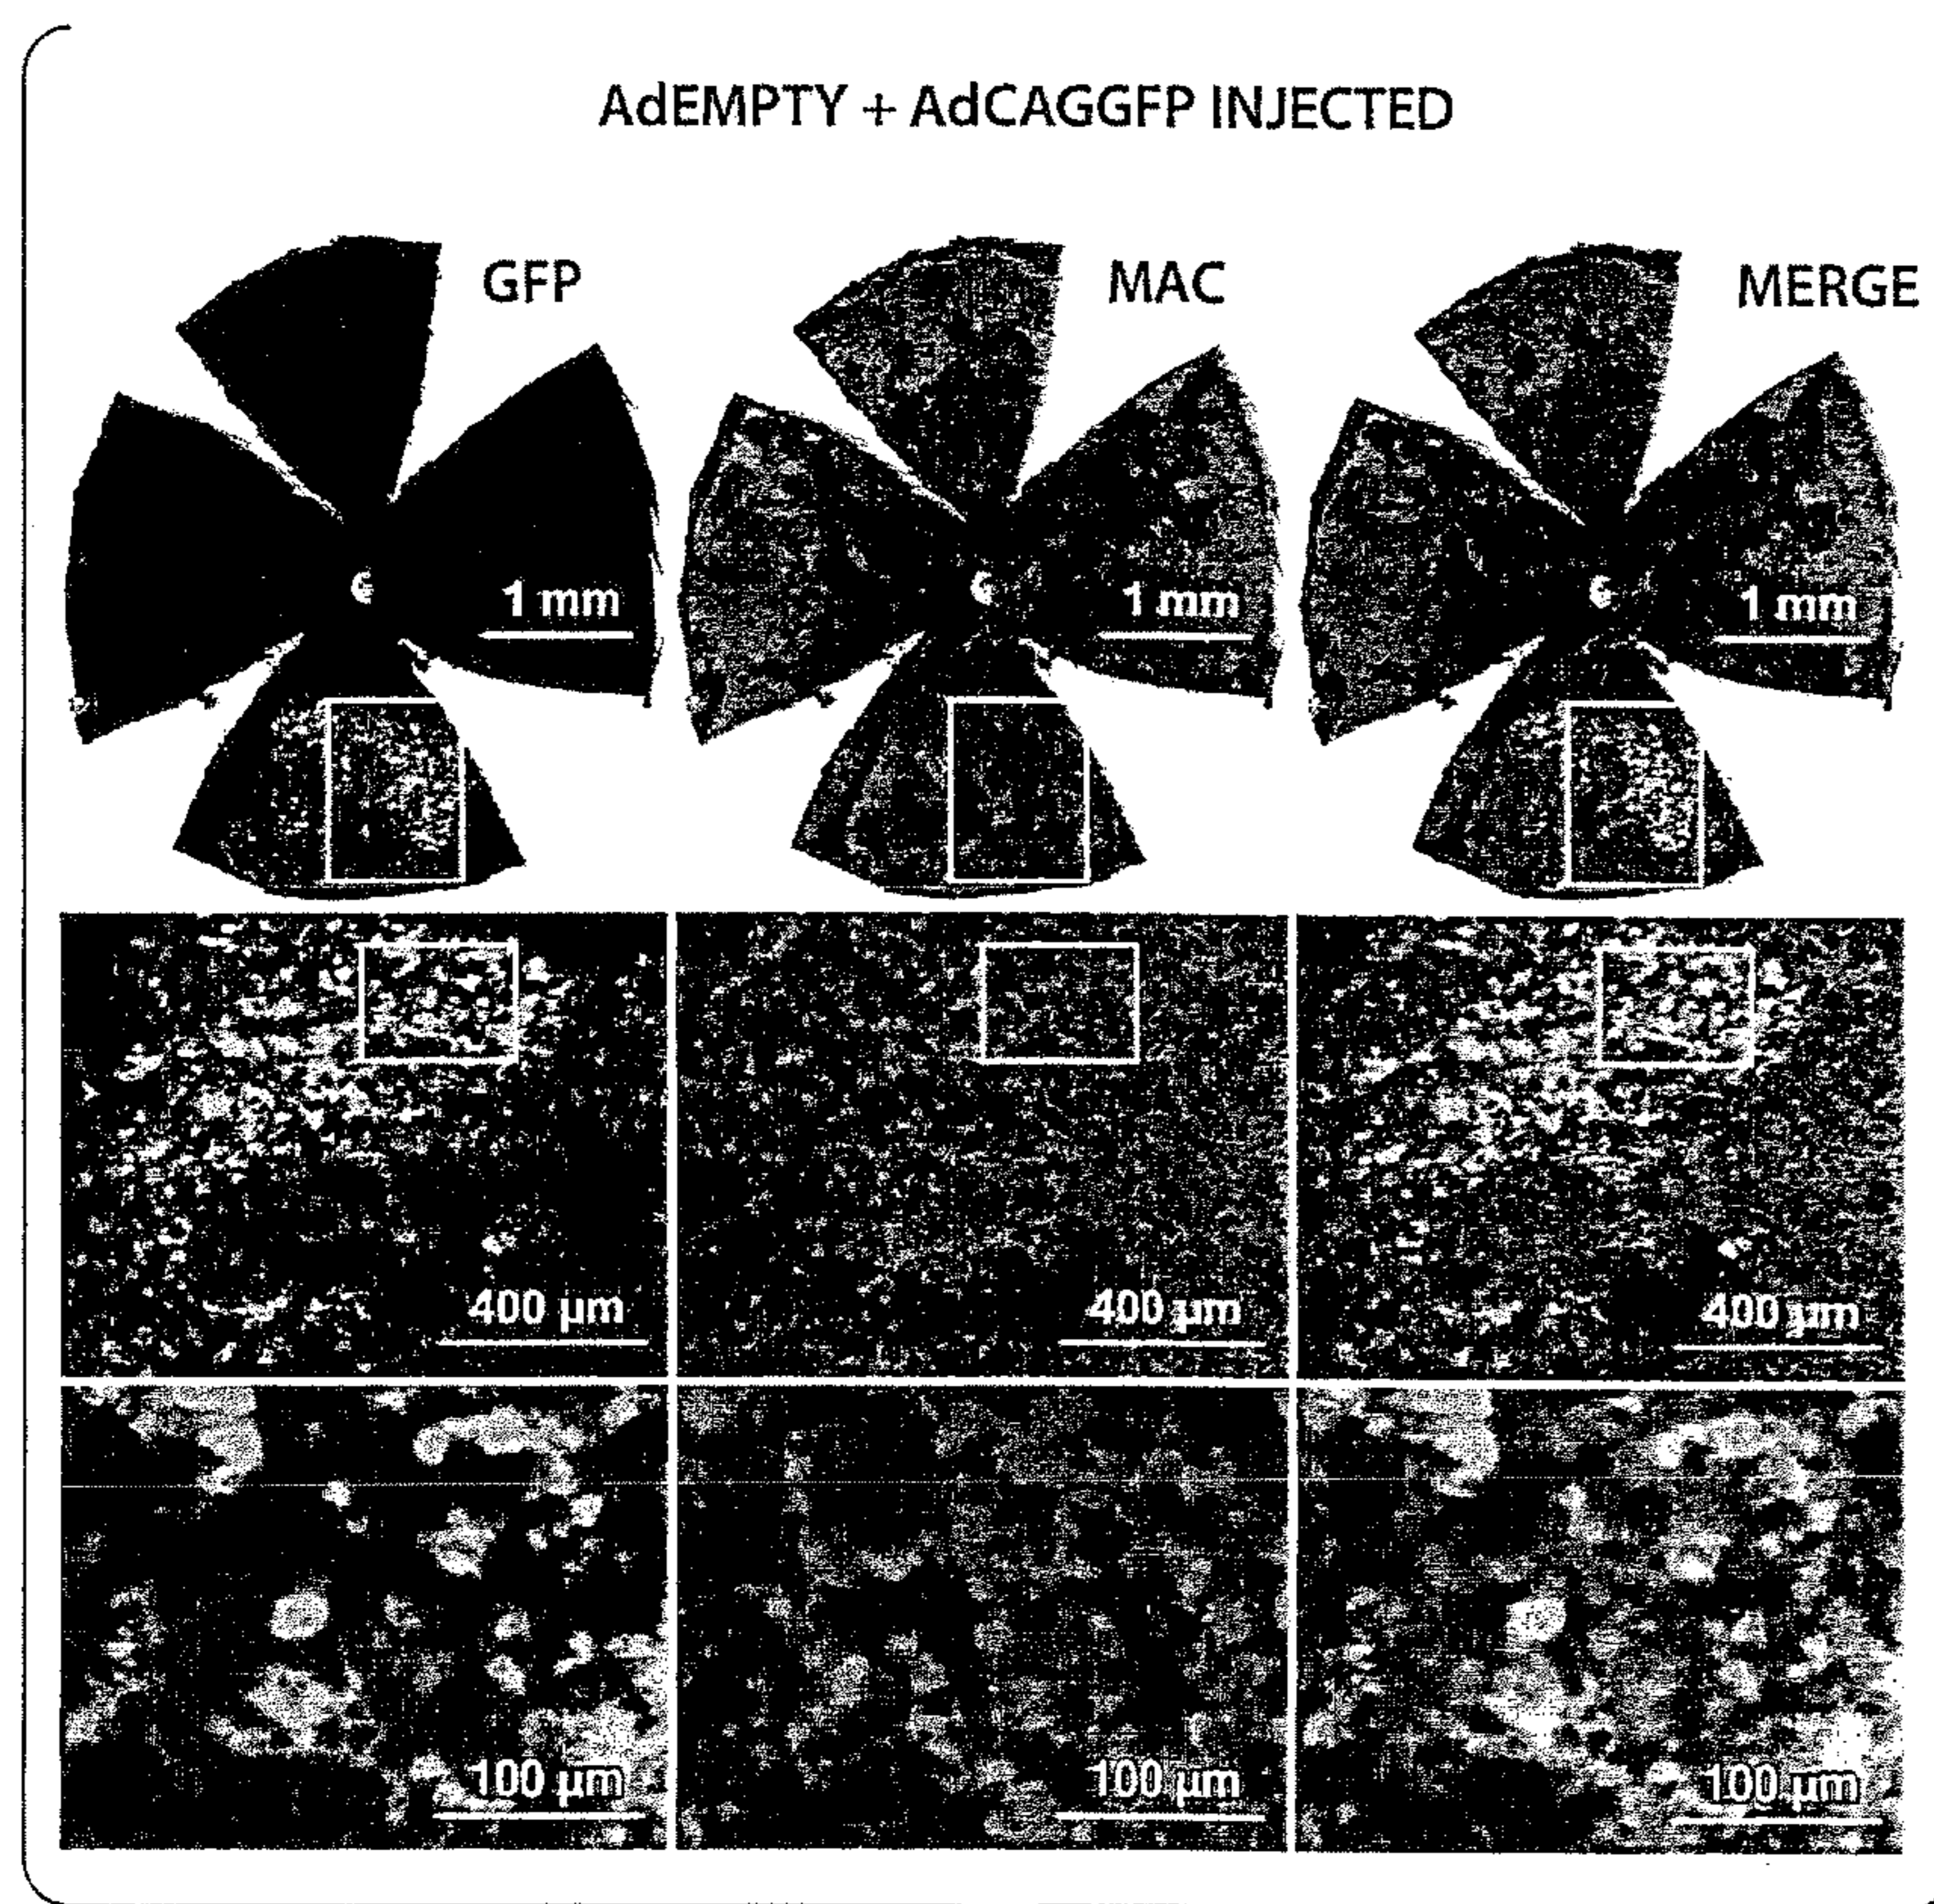 AdEMPTY + AdCAGGFP INJECTED
GFP
MAC
MERGE
1 mm
1 mm
1 mm
400 µm
400 µm
400 µm
100 µm
100 µm
100 µm